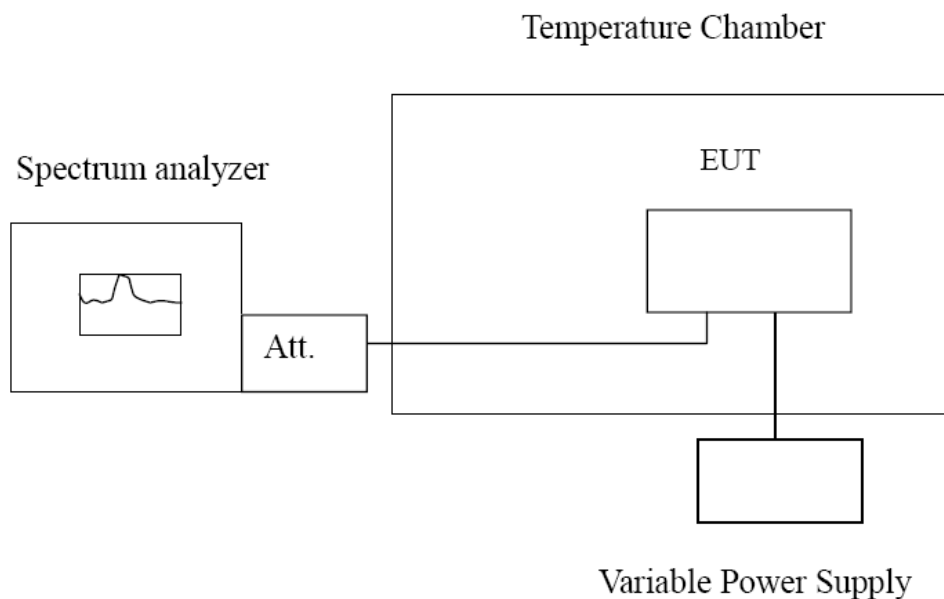 Temperature Chamber
Spectrum analyzer
EUT
Att.
Variable Power Supply